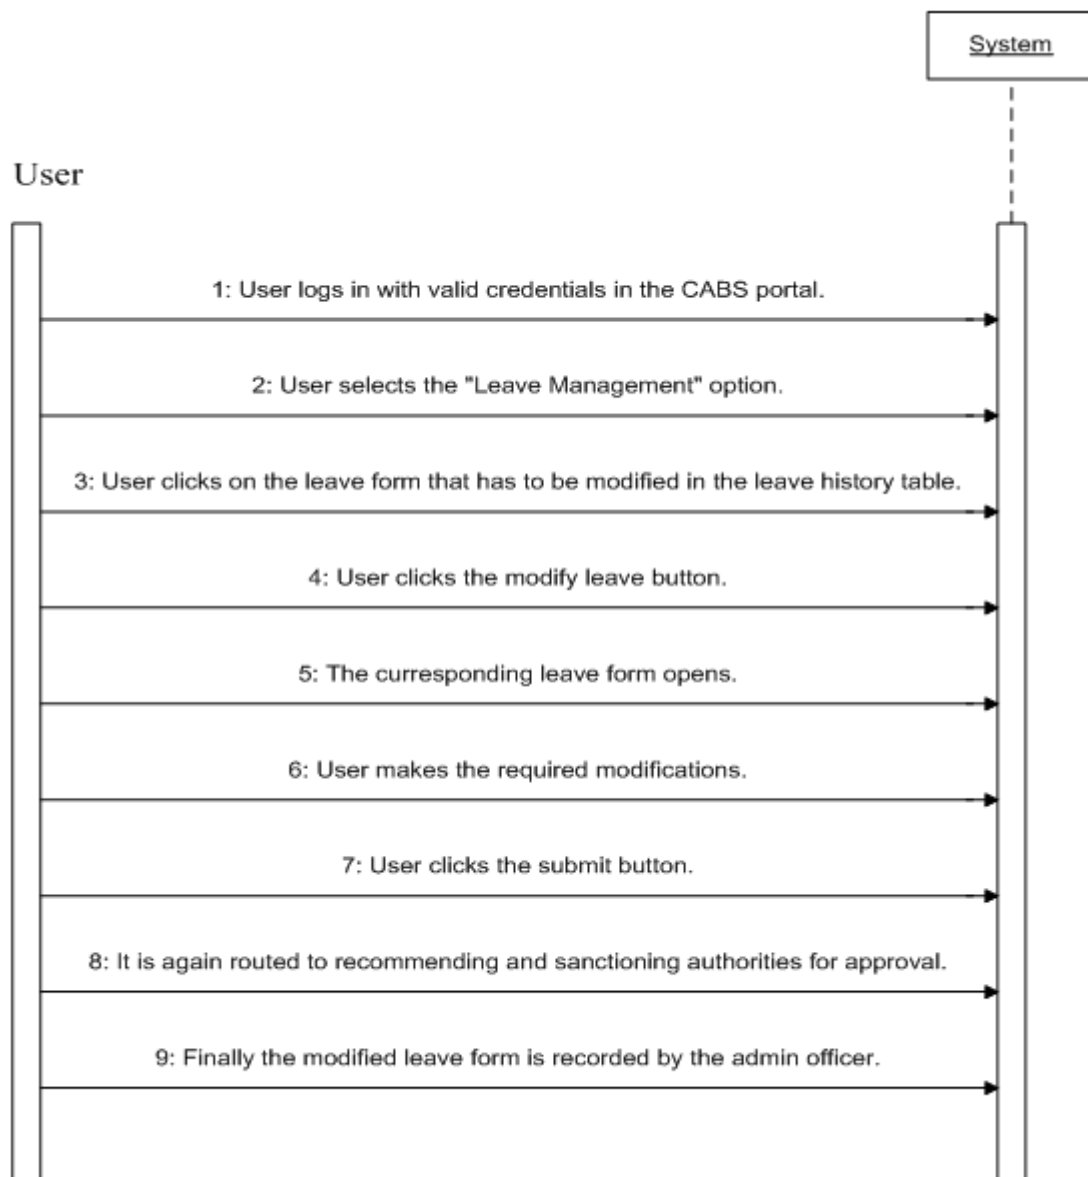 System
User
1: User logs in with valid credentials in the CABS portal.
2: User selects the "Leave Management" option.
3: User clicks on the leave form that has to be modified in the leave history table.
4: User clicks the modify leave button.
5: The curresponding leave form opens.
6: User makes the required modifications.
7: User clicks the submit button.
8: It is again routed to recommending and sanctioning authorities for approval.
9: Finally the modified leave form is recorded by the admin officer.